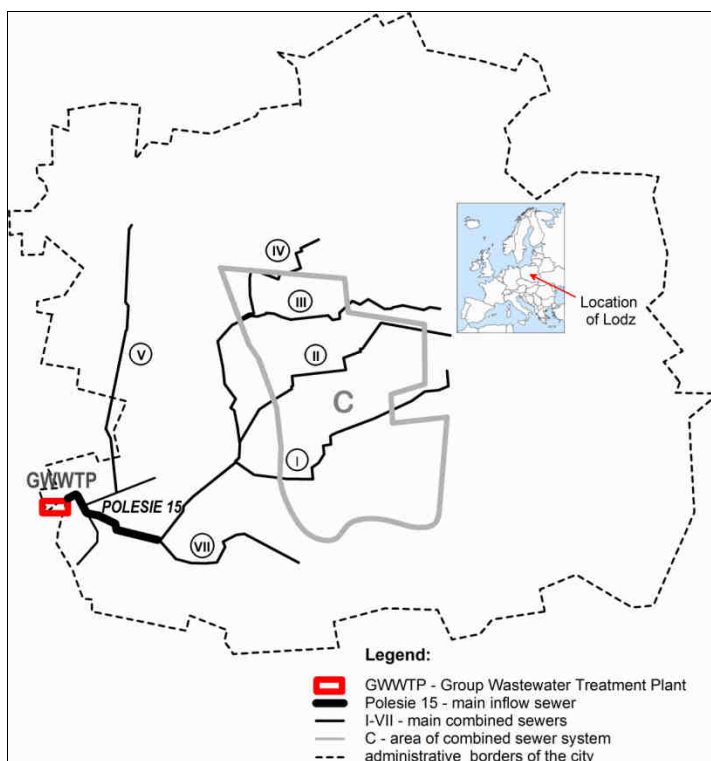 IV
III
II
V
C
I
GWWTP
POLESIE 15
VII
Location
of Lodz
Legend:
GWWTP - Group Wastewater Treatment Plant
Polesie 15 - main inflow sewer
I-VII - main combined sewers
C - area of combined sewer system
administrative borders of the city